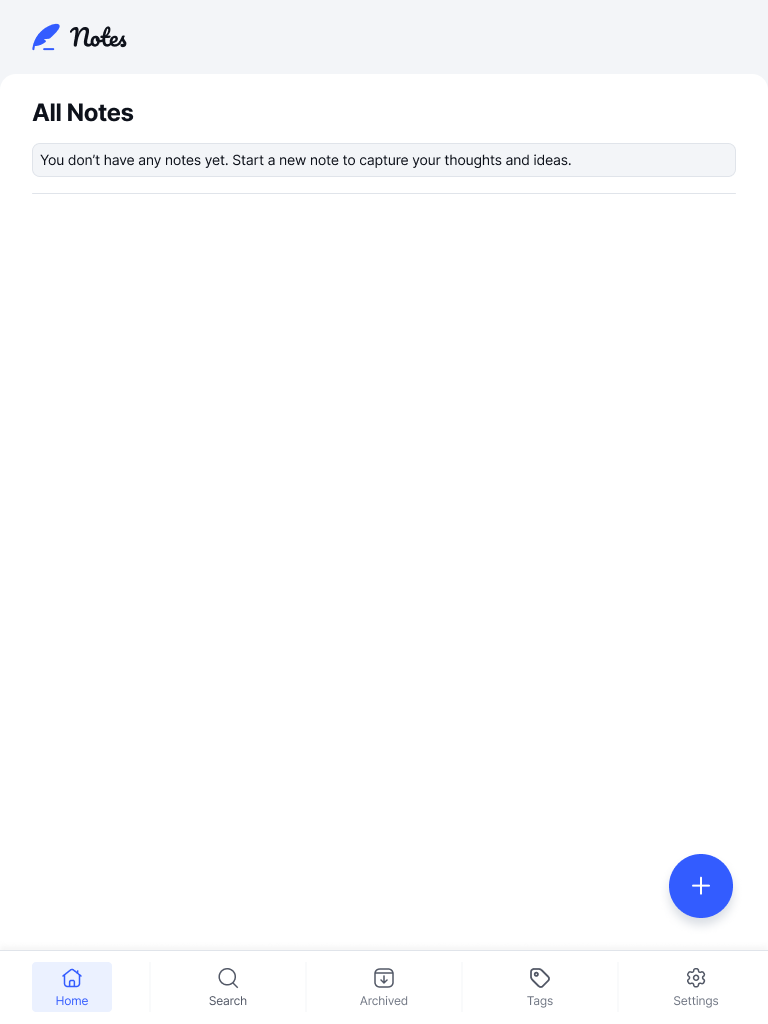 Notes
All Notes
You don’t have any notes yet. Start a new note to capture your thoughts and ideas.
Home
Search
Archived
Tags
Settings